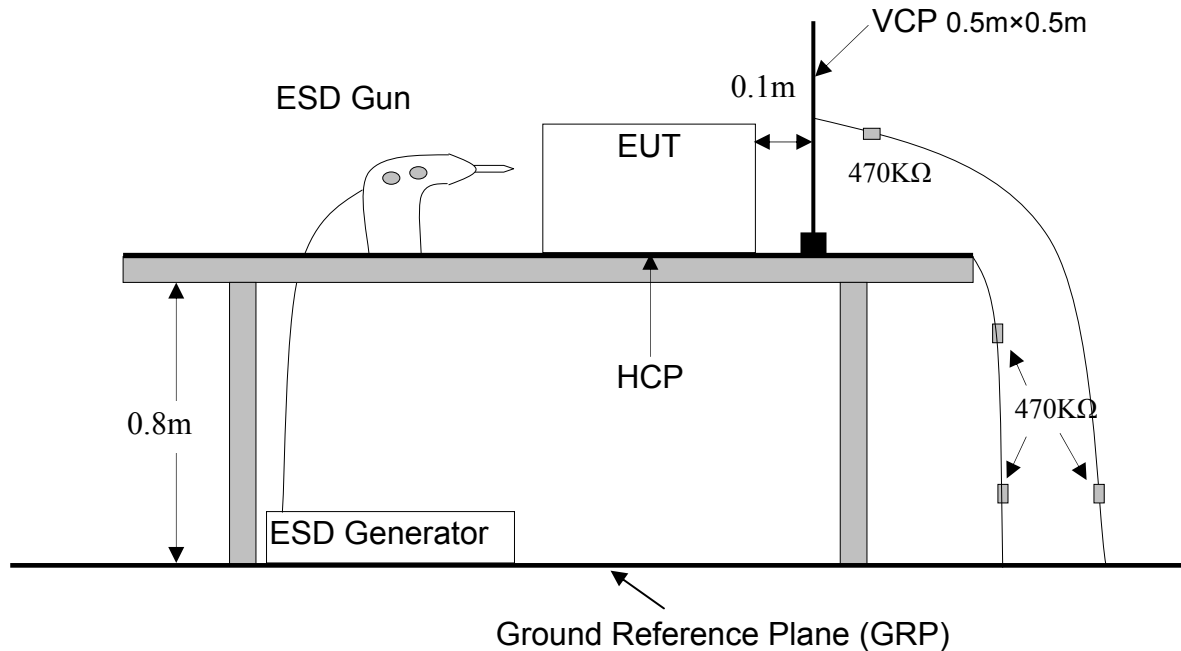 VCP 0.5m×0.5m
0.1m
ESD Gun
EUT
470KΩ
HCP
470KΩ
0.8m
ESD Generator
Ground Reference Plane (GRP)